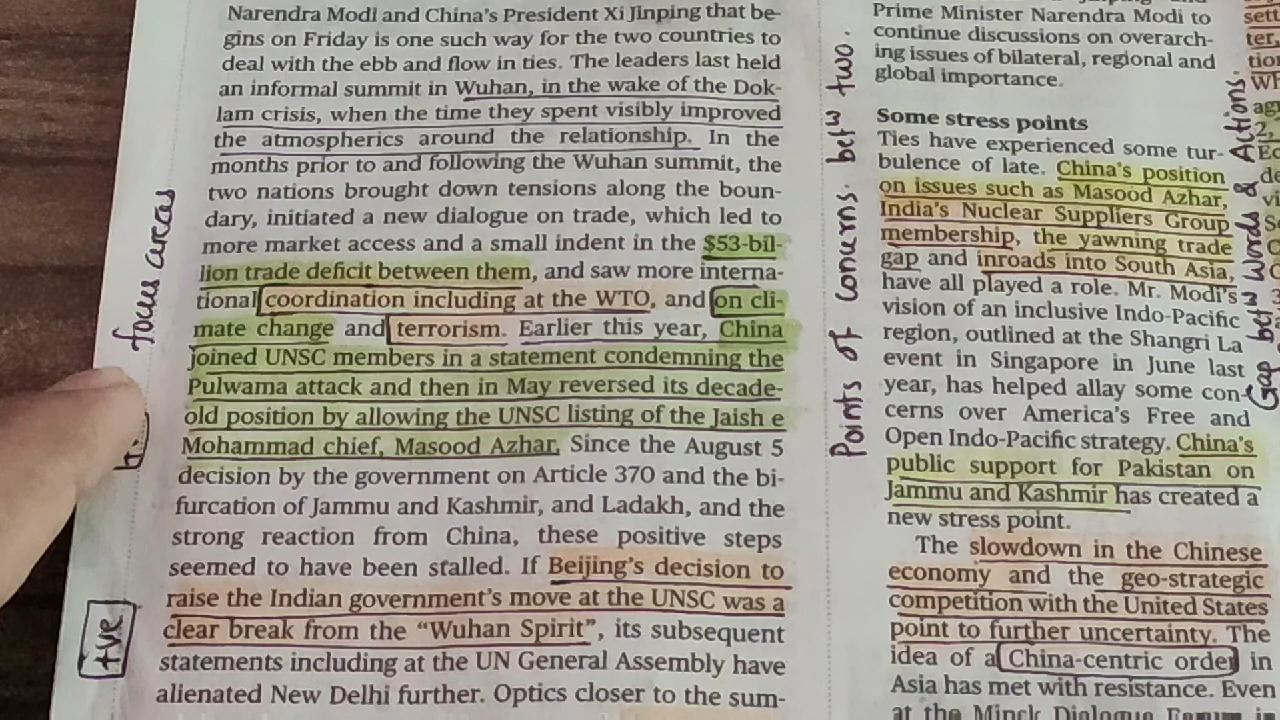 Narendra Modi and China's President Xi Jinping that be-
gins on Friday is one such way for the two countries to
deal with the ebb and flow in ties. The leaders last held
an informal summit in Wuhan, in the wake of the Dok-
lam crisis, when the time they spent visibly improved
the atmospherics around the relationship. In the
months prior to and following the Wuhan summit, the
two nations brought down tensions along the boun-
dary, initiated a new dialogue on trade, which led to
more market access and a small indent in the $53-bil-
lion trade deficit between them, and saw more interna-
tional coordination including at the WTO, and on cli-
mate change and terrorism. Earlier this year, China
joined UNSC members in a statement condemning the
Pulwama attack and then in May reversed its decade-
old position by allowing the UNSC listing of the Jaish e
Mohammad chief, Masood Azhar. Since the August 5
decision by the government on Article 370 and the bi-
furcation of Jammu and Kashmir, and Ladakh, and the
strong reaction from China, these positive steps
seemed to have been stalled. If Beijing's decision to
raise the Indian government's move at the UNSC was a
clear break from the "Wuhan Spirit", its subsequent
statements including at the UN General Assembly have
alienated New Delhi further. Optics closer to the sum-
focus areas
+ve
Points of concerns betw two.
Prime Minister Narendra Modi to
continue discussions on overarch-
ing issues of bilateral, regional and
global importance.
Some stress points
Ties have experienced some tur-
bulence of late. China's position
on issues such as Masood Azhar,
India's Nuclear Suppliers Group
membership, the yawning trade
gap and inroads into South Asia,
have all played a role. Mr. Modi's
vision of an inclusive Indo-Pacific
region, outlined at the Shangri La
event in Singapore in June last
year, has helped allay some con-
cerns over America's Free and
Open Indo-Pacific strategy. China's
public support for Pakistan on
Jammu and Kashmir has created a
new stress point.
The slowdown in the Chinese
economy and the geo-strategic
competition with the United States
point to further uncertainty. The
idea of a China-centric order in
Asia has met with resistance. Even
at the Minck Dialogue Forum in
Gap betw Words & Actions.